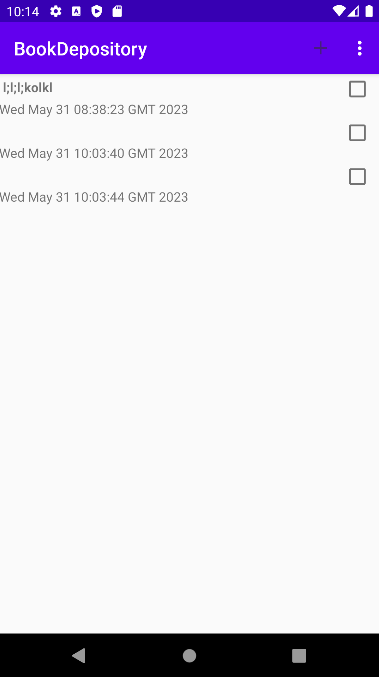 10:14
BookDepository
l;l;l;kolkl
Wed May 31 08:38:23 GMT 2023
Wed May 31 10:03:40 GMT 2023
Wed May 31 10:03:44 GMT 2023